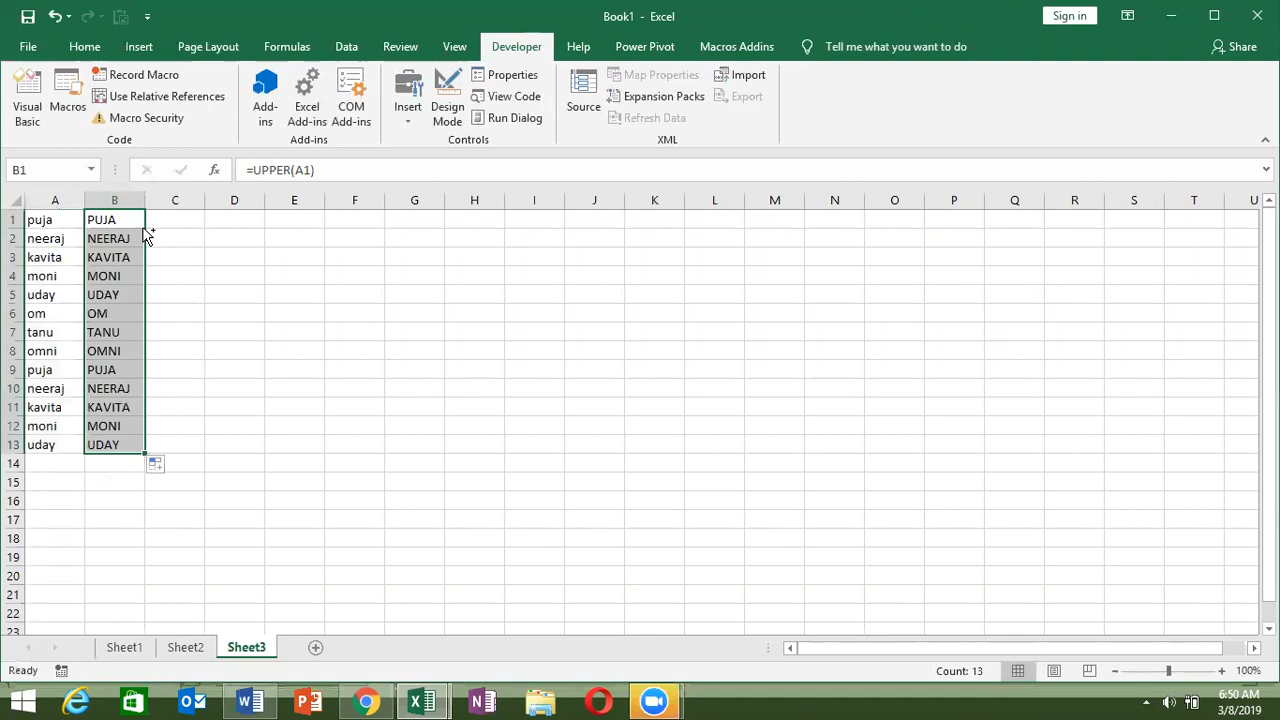 Book1 - Excel
Sign in
File Home Insert Page Layout Formulas Data Review View Developer Help Power Pivot Macros Addins Tell me what you want to do Share
Visual Basic
Macros
Record Macro
Use Relative References
Macro Security
Code
Add-ins
Excel Add-ins
COM Add-ins
Add-ins
Insert
Design Mode
Properties
View Code
Run Dialog
Controls
Source
Map Properties
Expansion Packs
Refresh Data
Import
Export
XML
B1 fx =UPPER(A1)
A B C D E F G H I J K L M N O P Q R S T U
1 puja PUJA
2 neeraj NEERAJ
3 kavita KAVITA
4 moni MONI
5 uday UDAY
6 om OM
7 tanu TANU
8 omni OMNI
9 puja PUJA
10 neeraj NEERAJ
11 kavita KAVITA
12 moni MONI
13 uday UDAY
14
15
16
17
18
19
20
21
22
23
Sheet1 Sheet2 Sheet3
Ready Count: 13 100%
6:50 AM
3/8/2019